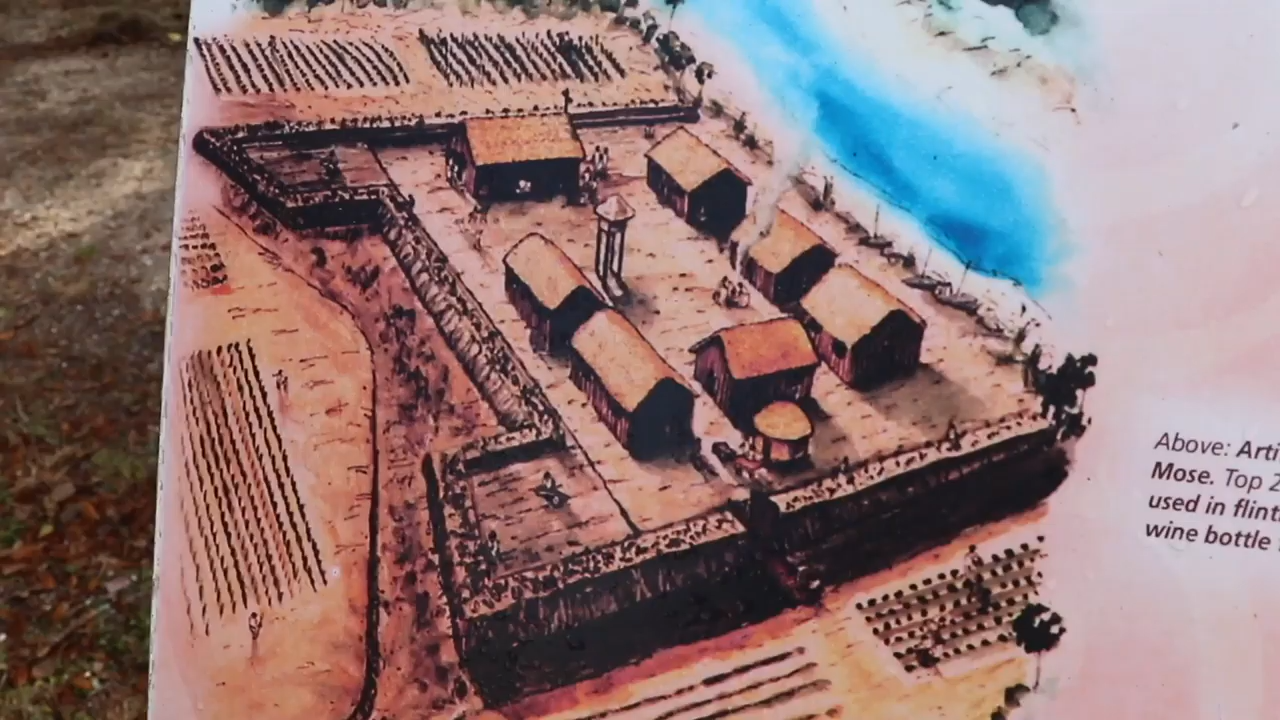 Above: Arti
Mose. Top 2
used in flint
wine bottle